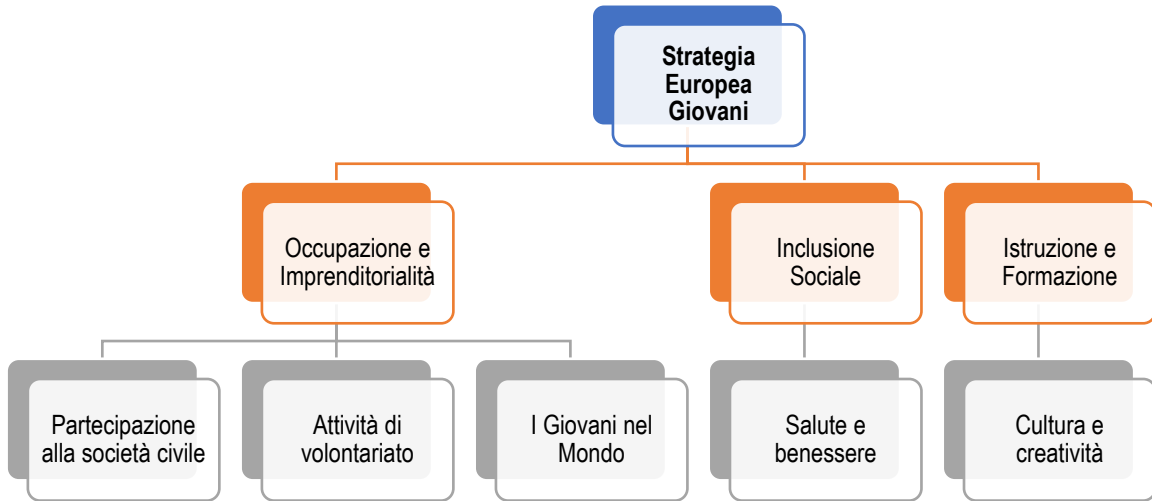 Strategia
Europea
Giovani
Occupazione e
Imprenditorialità
Inclusione
Sociale
Istruzione e
Formazione
Partecipazione
alla società civile
Attività di
volontariato
I Giovani nel
Mondo
Salute e
benessere
Cultura e
creatività